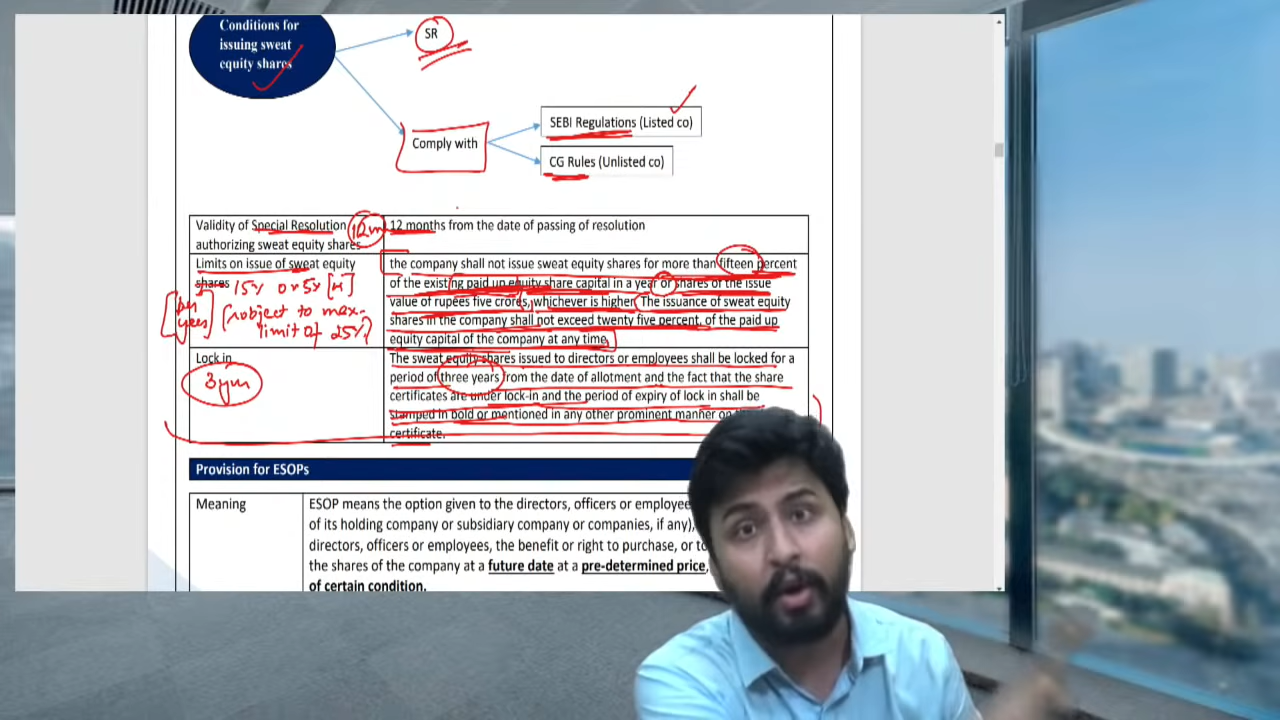 Conditions for
issuing sweat
equity shares
SR
Comply with
SEBI Regulations (Listed co)
CG Rules (Unlisted co)
Validity of Special Resolution
authorizing sweat equity shares
12m
12 months from the date of passing of resolution
Limits on issue of sweat equity
shares
15% or 5% [H]
subject to max.
limit of 25%
the company shall not issue sweat equity shares for more than fifteen percent
of the existing paid up equity share capital in a year or shares of the issue
value of rupees five crores, whichever is higher. The issuance of sweat equity
shares in the company shall not exceed twenty five percent, of the paid up
equity capital of the company at any time.
Lock in
The sweat equity shares issued to directors or employees shall be locked for a
period of three years from the date of allotment and the fact that the share
certificates are under lock-in and the period of expiry of lock in shall be
stamped in bold or mentioned in any other prominent manner on
certificate.
Provision for ESOPs
Meaning
ESOP means the option given to the directors, officers or
of its holding company or subsidiary company or companies, if any),
directors, officers or employees, the benefit or right to purchase, or
the shares of the company at a future date at a pre-determined price,
of certain condition.